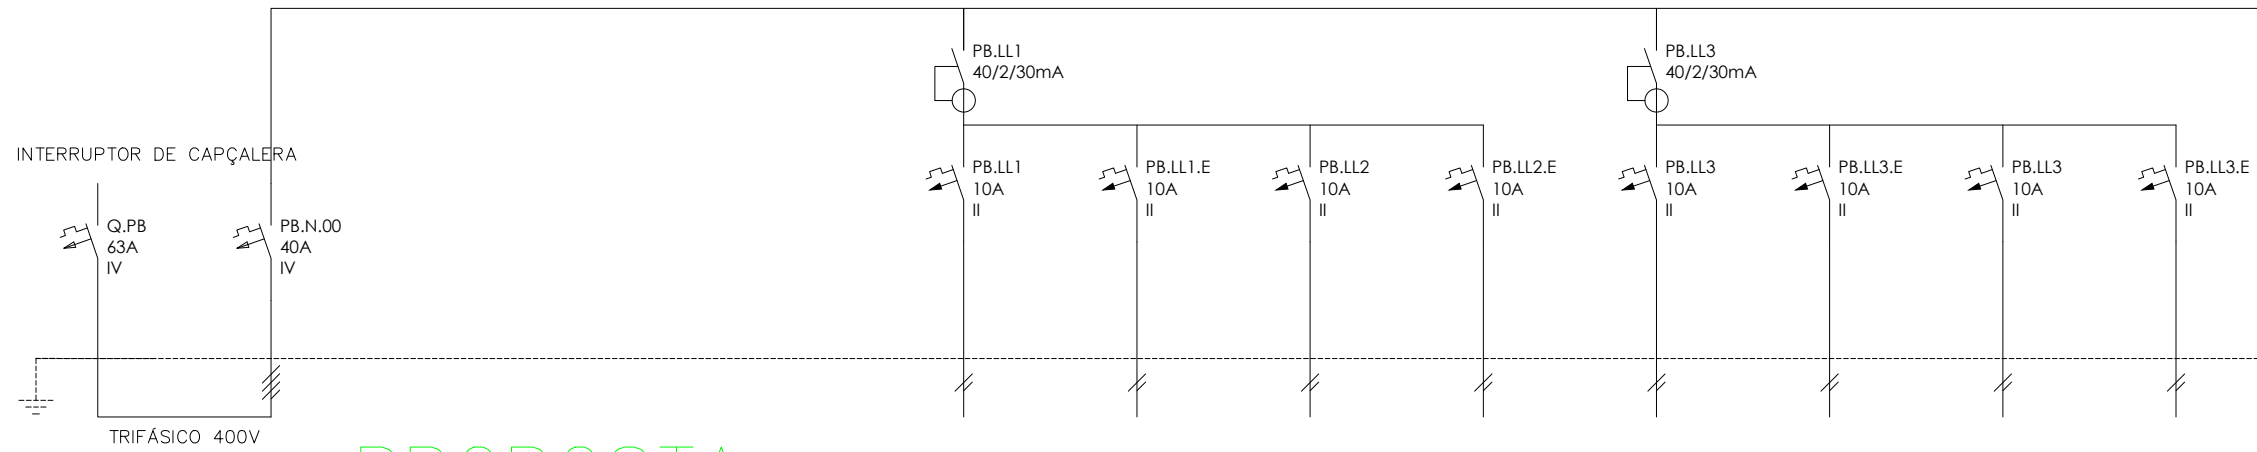 PB.LL1
40/2/30mA
PB.LL3
40/2/30mA
INTERRUPTOR DE CAPÇALERA
PB.LL1
10A
II
PB.LL1.E
10A
II
PB.LL2
10A
II
PB.LL2.E
10A
II
PB.LL3
10A
II
PB.LL3.E
10A
II
PB.LL3
10A
II
PB.LL3.E
10A
II
Q.PB
63A
IV
PB.N.00
40A
IV
TRIFÁSICO 400V